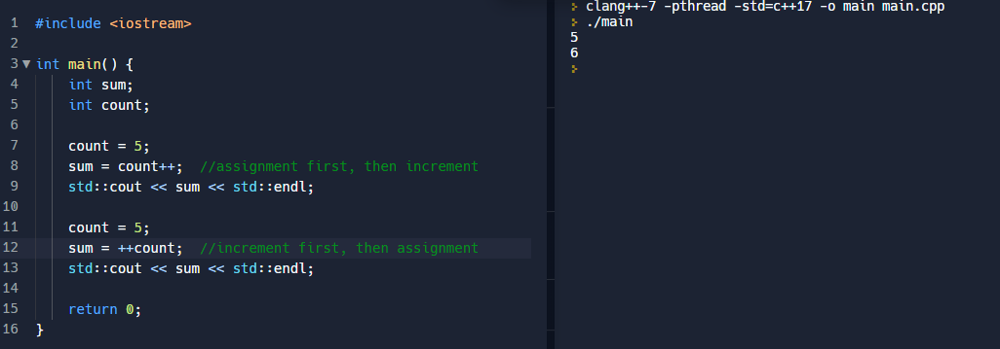 1 #include <iostream>
2
3 int main() {
4 int sum;
5 int count;
6
7 count = 5;
8 sum = count++; //assignment first, then increment
9 std::cout << sum << std::endl;
10
11 count = 5;
12 sum = ++count; //increment first, then assignment
13 std::cout << sum << std::endl;
14
15 return 0;
16 }
clang++-7 -pthread -std=c++17 -o main main.cpp
./main
5
6